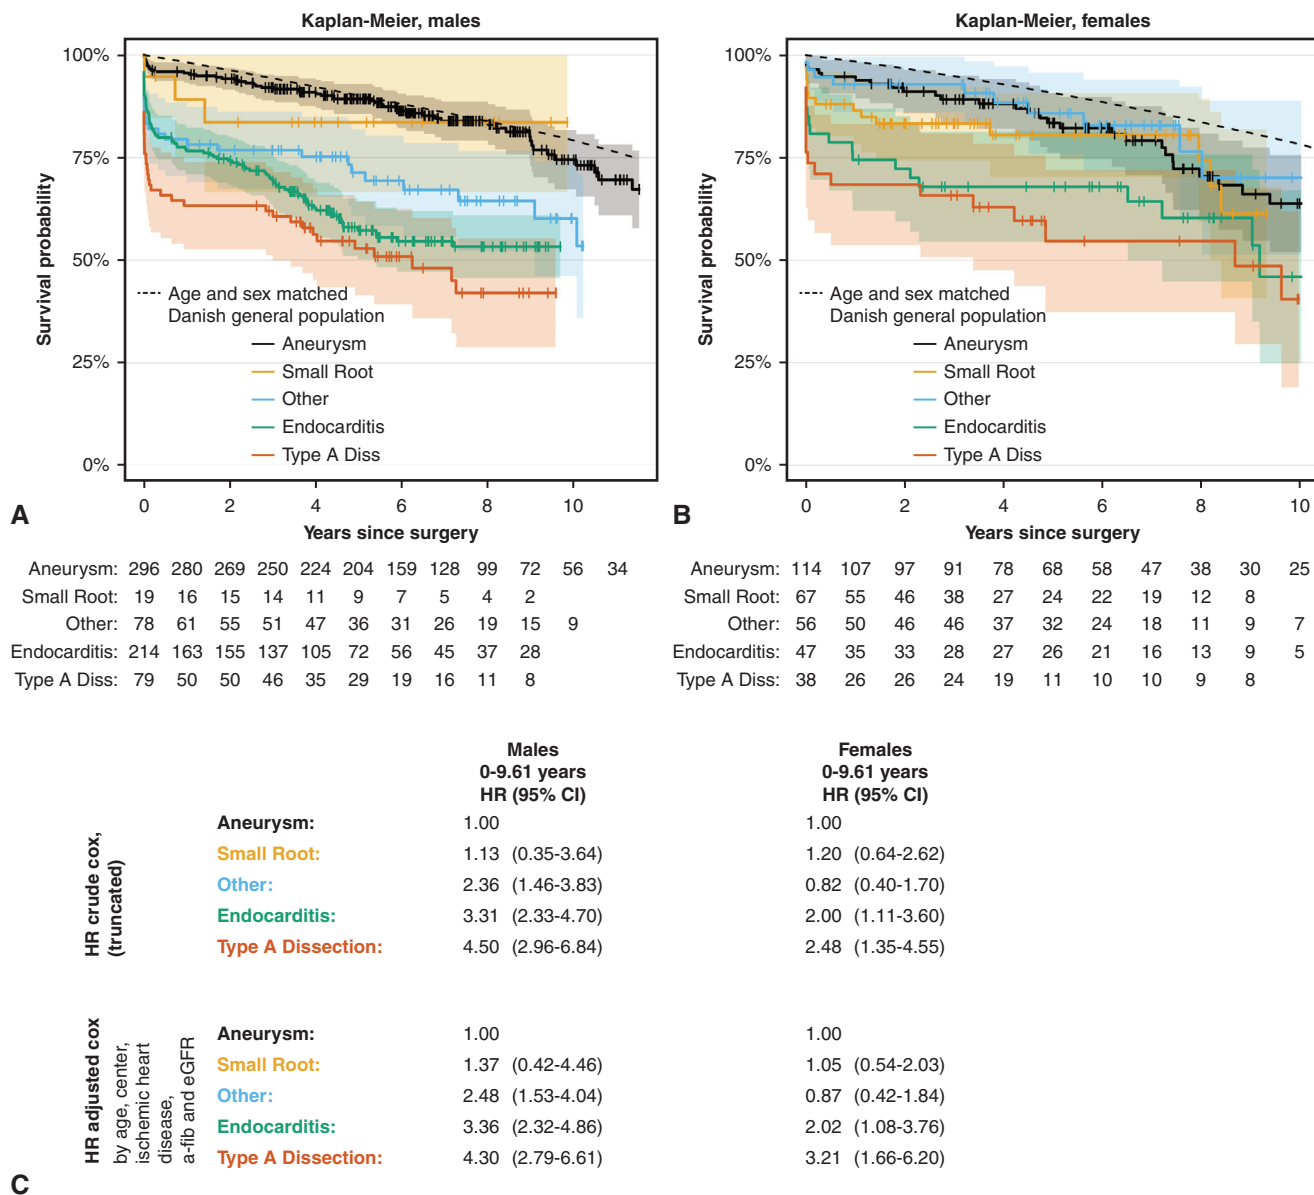 Kaplan-Meier, males
100%
75%
50%
25%
0%
Survival probability
Age and sex matched
Danish general population
Aneurysm
Small Root
Other
Endocarditis
Type A Diss
0 2 4 6 8 10
Years since surgery
A
Aneurysm: 296 280 269 250 224 204 159 128 99 72 56 34
Small Root: 19 16 15 14 11 9 7 5 4 2
Other: 78 61 55 51 47 36 31 26 19 15 9
Endocarditis: 214 163 155 137 105 72 56 45 37 28
Type A Diss: 79 50 50 46 35 29 19 16 11 8
Kaplan-Meier, females
100%
75%
50%
25%
0%
Survival probability
Age and sex matched
Danish general population
Aneurysm
Small Root
Other
Endocarditis
Type A Diss
0 2 4 6 8 10
Years since surgery
B
Aneurysm: 114 107 97 91 78 68 58 47 38 30 25
Small Root: 67 55 46 38 27 24 22 19 12 8
Other: 56 50 46 46 37 32 24 18 11 9 7
Endocarditis: 47 35 33 28 27 26 21 16 13 9 5
Type A Diss: 38 26 26 24 19 11 10 10 9 8
Males Females
0-9.61 years 0-9.61 years
HR (95% CI) HR (95% CI)
HR crude cox,
(truncated)
Aneurysm: 1.00 1.00
Small Root: 1.13 (0.35-3.64) 1.20 (0.64-2.62)
Other: 2.36 (1.46-3.83) 0.82 (0.40-1.70)
Endocarditis: 3.31 (2.33-4.70) 2.00 (1.11-3.60)
Type A Dissection: 4.50 (2.96-6.84) 2.48 (1.35-4.55)
HR adjusted cox
by age, center,
ischemic heart
disease,
a-fib and eGFR
Aneurysm: 1.00 1.00
Small Root: 1.37 (0.42-4.46) 1.05 (0.54-2.03)
Other: 2.48 (1.53-4.04) 0.87 (0.42-1.84)
Endocarditis: 3.36 (2.32-4.86) 2.02 (1.08-3.76)
Type A Dissection: 4.30 (2.79-6.61) 3.21 (1.66-6.20)
C